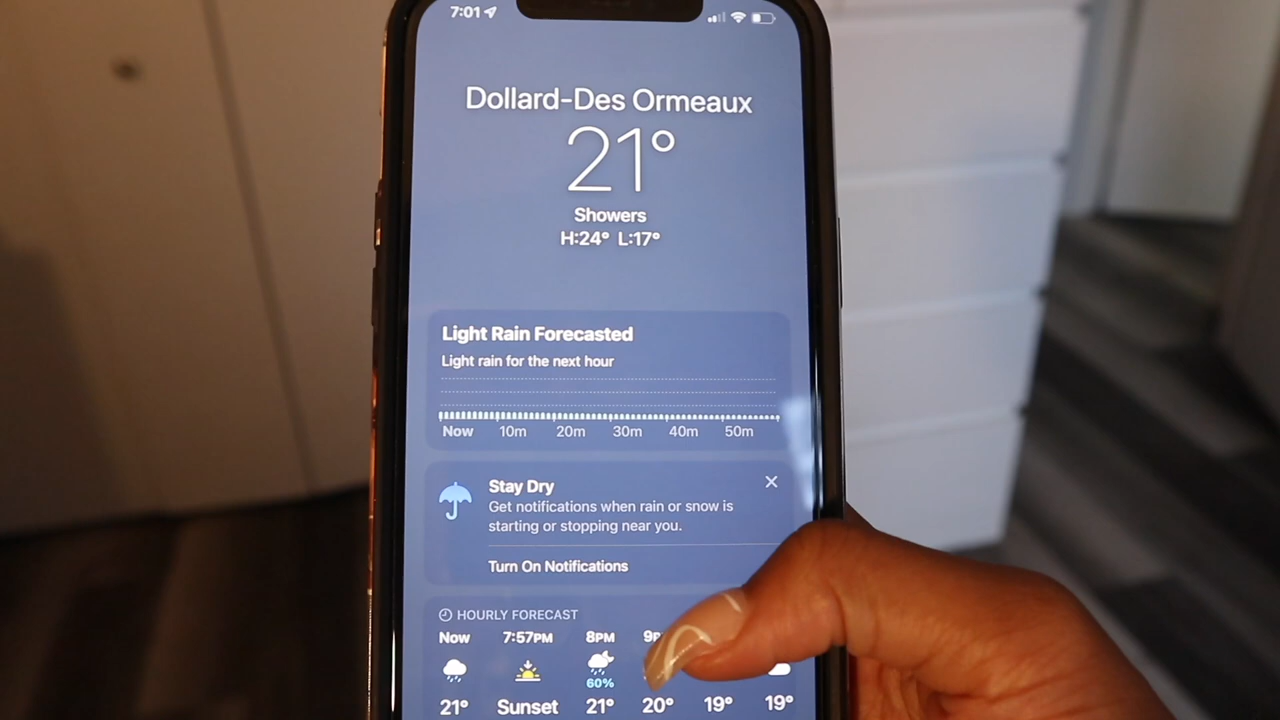 7:01
Dollard-Des Ormeaux
21°
Showers
H:24° L:17°
Light Rain Forecasted
Light rain for the next hour
Now 10m 20m 30m 40m 50m
Stay Dry
Get notifications when rain or snow is
starting or stopping near you.
Turn On Notifications
HOURLY FORECAST
Now 7:57PM 8PM
60%
21° Sunset 21° 20° 19° 19°